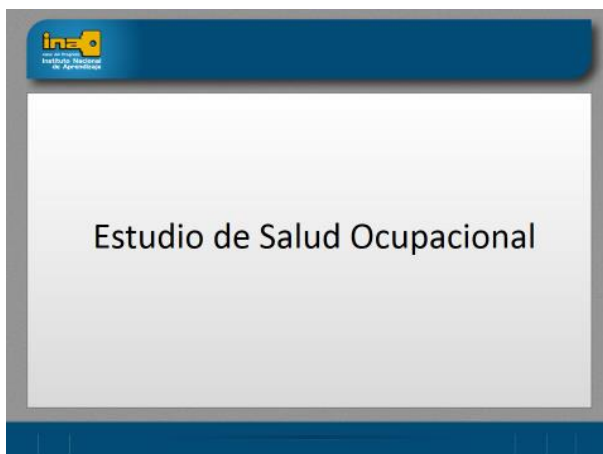 ina
Instituto Nacional
de Aprendizaje
Estudio de Salud Ocupacional